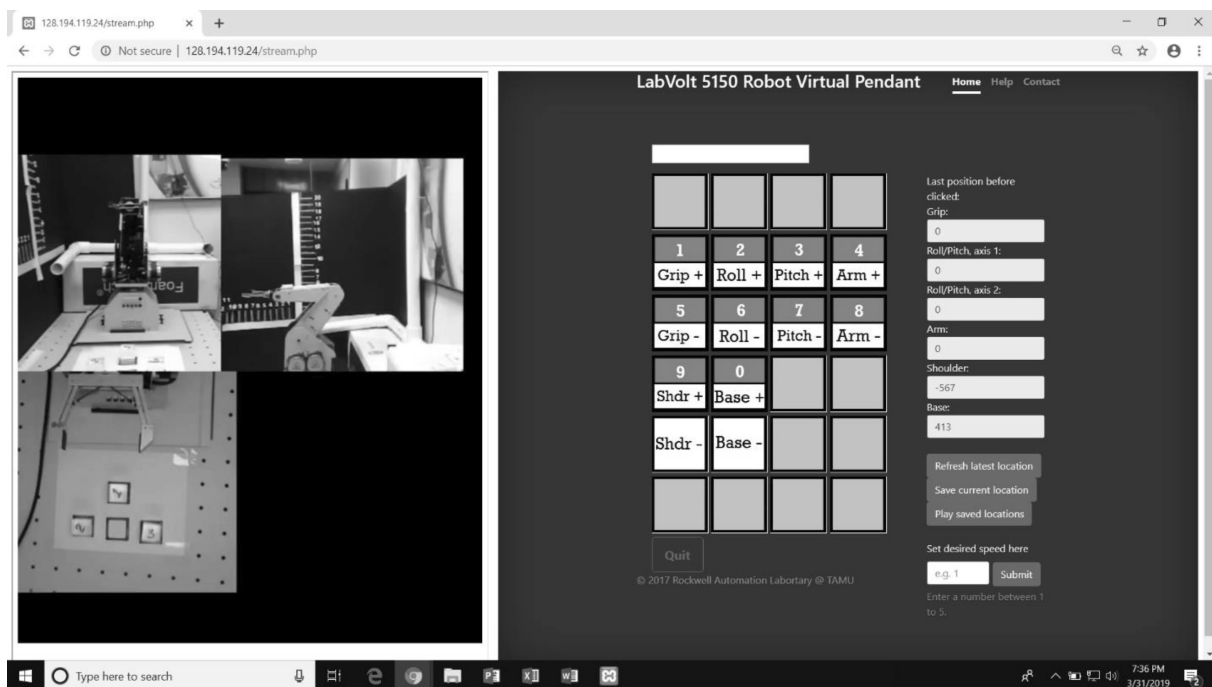 128.194.119.24/stream.php
Not secure | 128.194.119.24/stream.php
LabVolt 5150 Robot Virtual Pendant
Home Help Contact
Foamch
2
3
1 2 3 4
Grip + Roll + Pitch + Arm +
5 6 7 8
Grip - Roll - Pitch - Arm -
9 0
Shdr + Base +
Shdr - Base -
Quit
© 2017 Rockwell Automation Labortary @ TAMU
Last position before
clicked:
Grip:
0
Roll/Pitch, axis 1:
0
Roll/Pitch, axis 2:
0
Arm:
0
Shoulder:
-567
Base:
413
Refresh latest location
Save current location
Play saved locations
Set desired speed here
e.g. 1 Submit
Enter a number between 1
to 5.
Type here to search
7:36 PM
3/31/2019